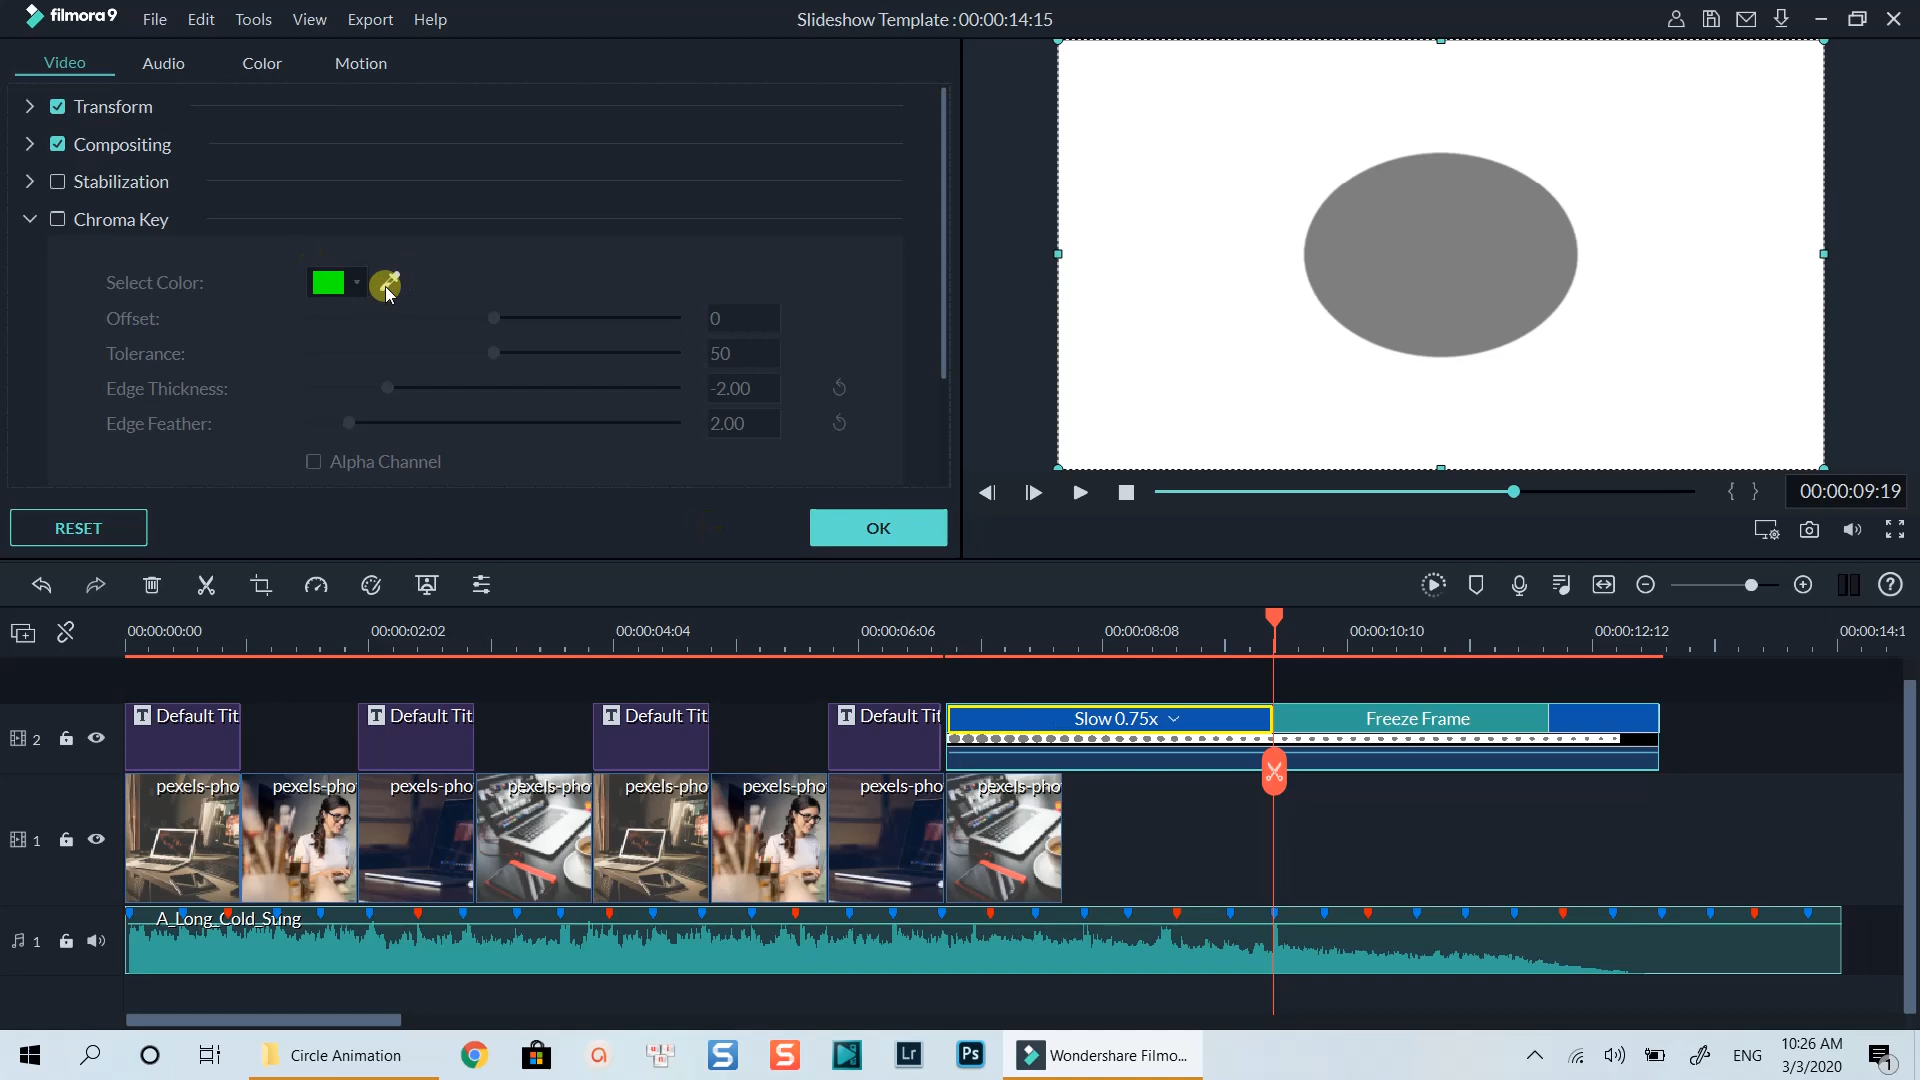 filmora9 File Edit Tools View Export Help Slideshow Template : 00:00:14:15
Video Audio Color Motion
Transform
Compositing
Stabilization
Chroma Key
Select Color:
Offset: 0
Tolerance: 50
Edge Thickness: -2.00
Edge Feather: 2.00
Alpha Channel
RESET OK
00:00:09:19
00:00:00:00 00:00:02:02 00:00:04:04 00:00:06:06 00:00:08:08 00:00:10:10 00:00:12:12 00:00:14:1
T Default Tit T Default Tit T Default Tit T Default Tit Slow 0.75x Freeze Frame
2
pexels-pho pexels-pho pexels-pho pexels-pho pexels-pho pexels-pho pexels-pho pexels-pho
1
A_Long_Cold_Sung
1
Circle Animation Lr Ps Wondershare Filmo... ENG 10:26 AM
3/3/2020 1